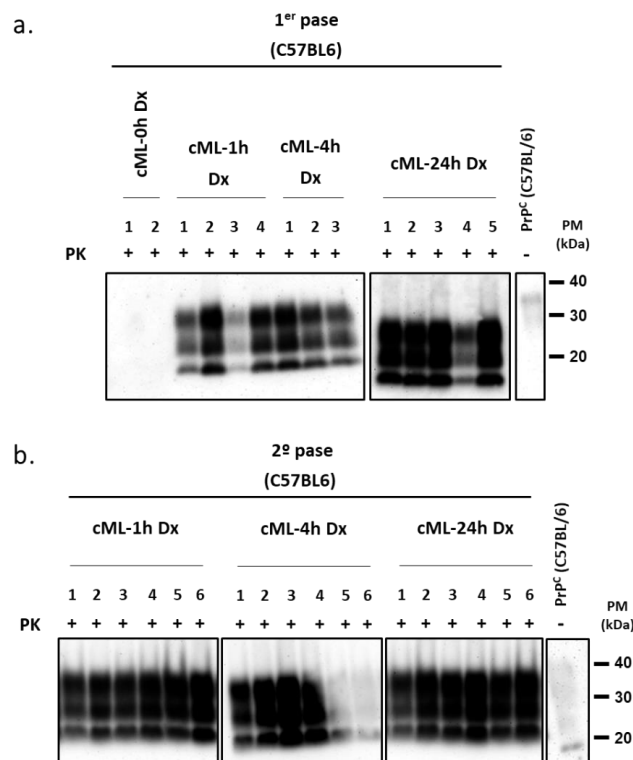 a.
1er pase
(C57BL6)
cML-0h Dx
cML-1h
Dx
cML-4h
Dx
cML-24h Dx
PrPC (C57BL/6)
1 2 1 2 3 4 1 2 3 1 2 3 4 5
PM
(kDa)
PK + + + + + + + + + + + + + + -
40
30
20
b.
2º pase
(C57BL6)
cML-1h Dx cML-4h Dx cML-24h Dx
PrPC (C57BL/6)
1 2 3 4 5 6 1 2 3 4 5 6 1 2 3 4 5 6
PM
(kDa)
PK + + + + + + + + + + + + + + + + + + -
40
30
20